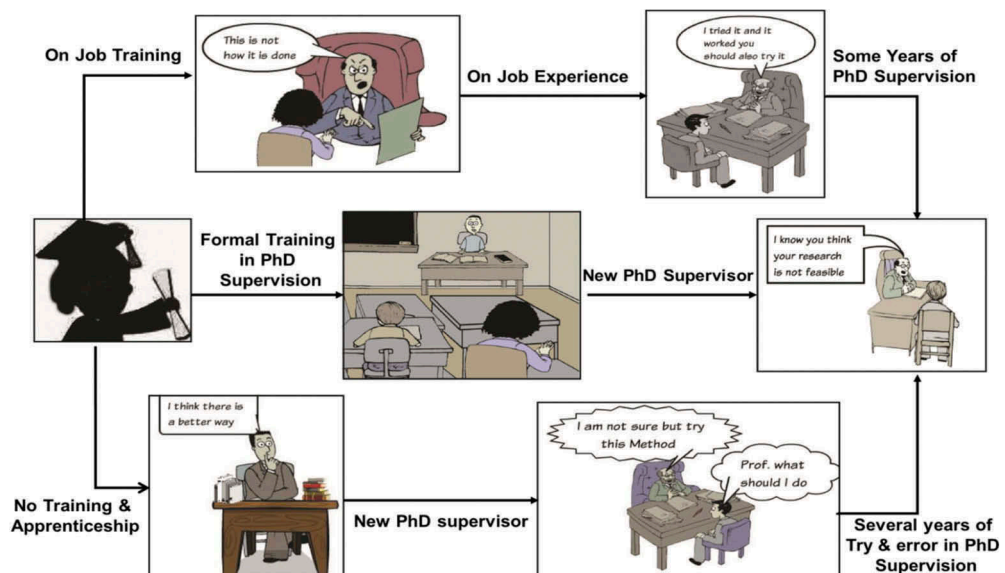 On Job Training
This is not
how it is done
On Job Experience
I tried it and it
worked you
should also try it
Some Years of
PhD Supervision
Formal Training
in PhD
Supervision
New PhD Supervisor
I know you think
your research
is not feasible
No Training &
Apprenticeship
I think there is
a better way
New PhD supervisor
I am not sure but try
this Method
Prof. what
should I do
Several years of
Try & error in PhD
Supervision